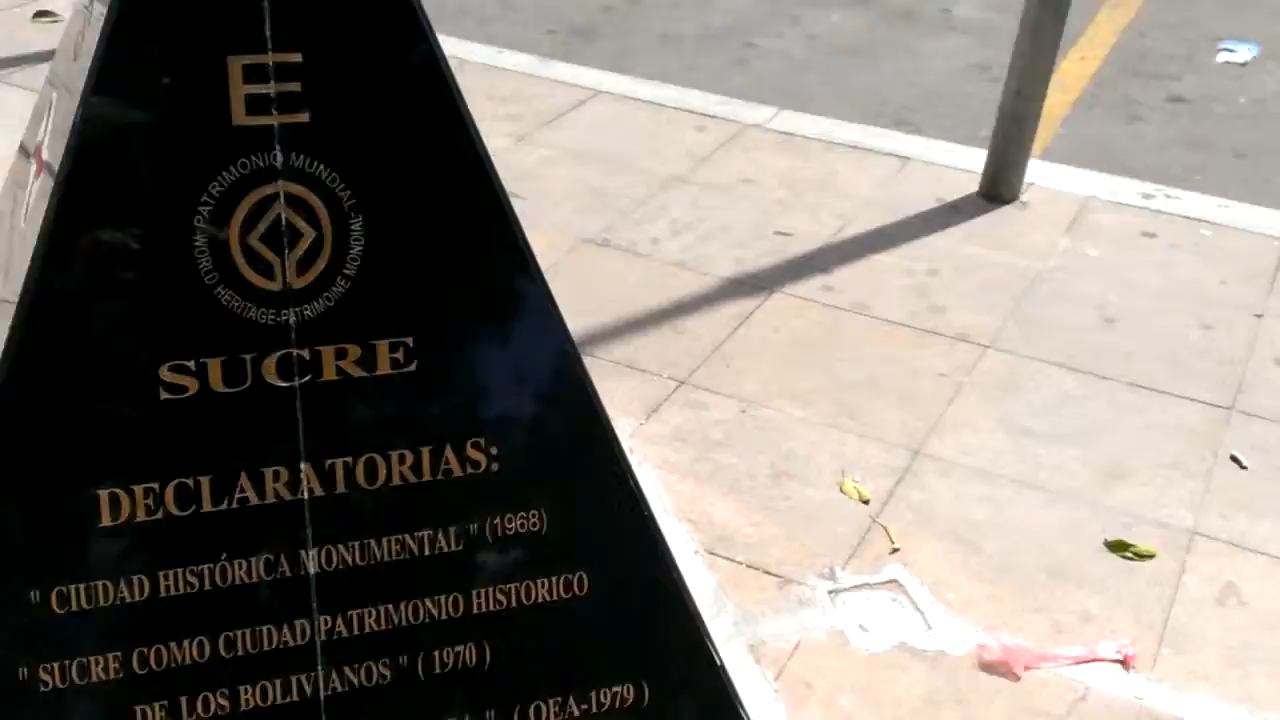 E
PATRIMONIO MUNDIAL-
WORLD HERITAGE-PATRIMOINE MONDIAL-
SUCRE
DECLARATORIAS:
" CIUDAD HISTÓRICA MONUMENTAL " (1968)
" SUCRE COMO CIUDAD PATRIMONIO HISTORICO
DE LOS BOLIVIANOS " ( 1970 )
" ( OEA-1979 )